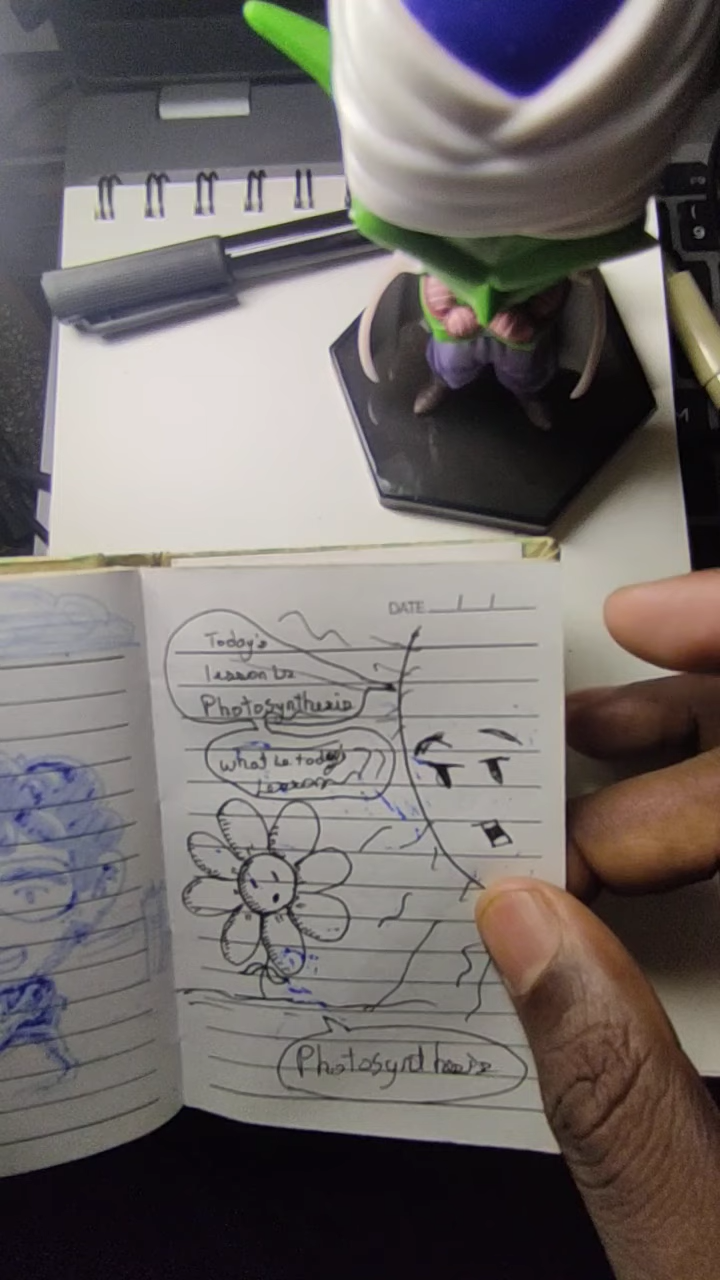 DATE / /
Today's
lesson is
Photosynthesis
what is today's
lesson
Photosynthesis
M